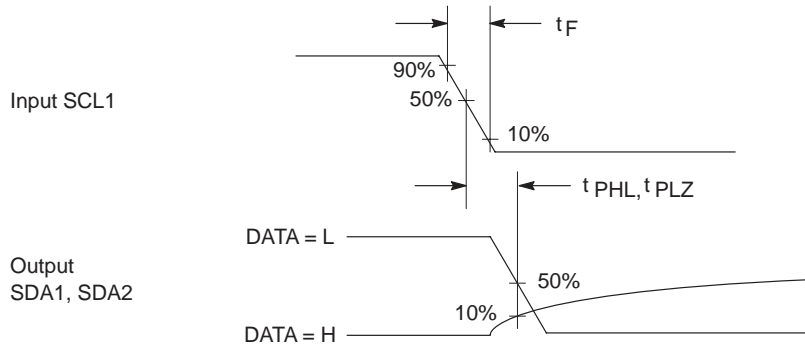 t F
90%
Input SCL1
50%
10%
t PHL, t PLZ
DATA = L
Output
SDA1, SDA2
50%
10%
DATA = H